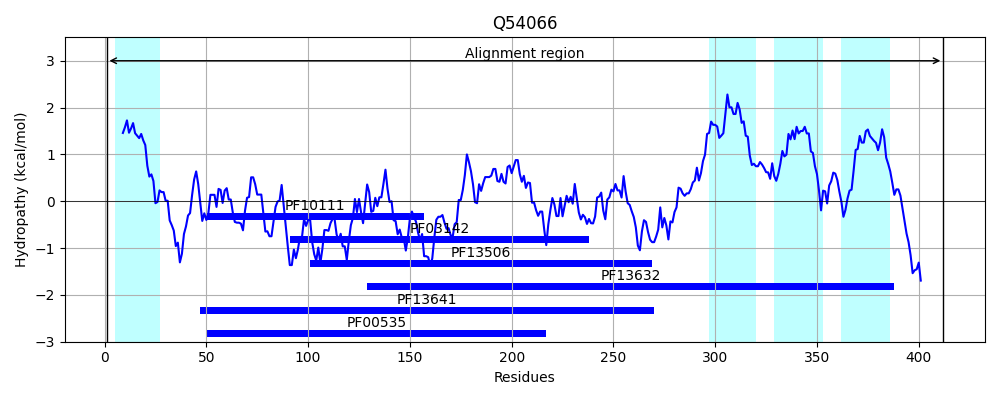 Q54066
Alignment region
3
2
1
0
−1
−2
−3
Hydropathy (kcal/mol)
PF10111
PF03142
PF13506
PF13632
PF13641
PF00535
0 50 100 150 200 250 300 350 400
Residues